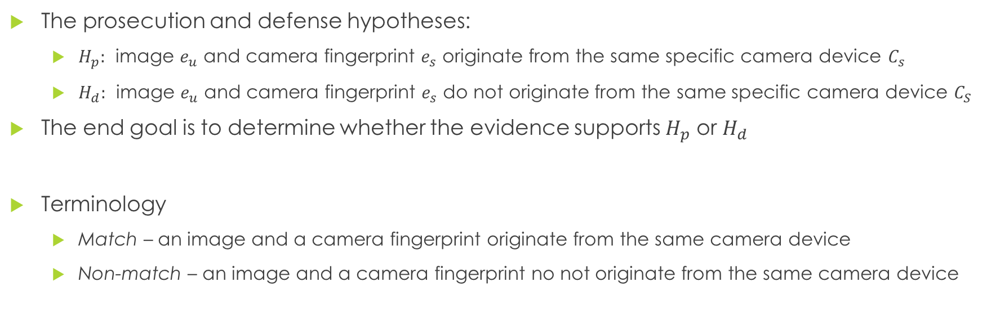 The prosecution and defense hypotheses:
H_p: image e_u and camera fingerprint e_s originate from the same specific camera device C_s
H_d: image e_u and camera fingerprint e_s do not originate from the same specific camera device C_S
The end goal is to determine whether the evidence supports H_p or H_d
Terminology
Match – an image and a camera fingerprint originate from the same camera device
Non-match – an image and a camera fingerprint no not originate from the same camera device